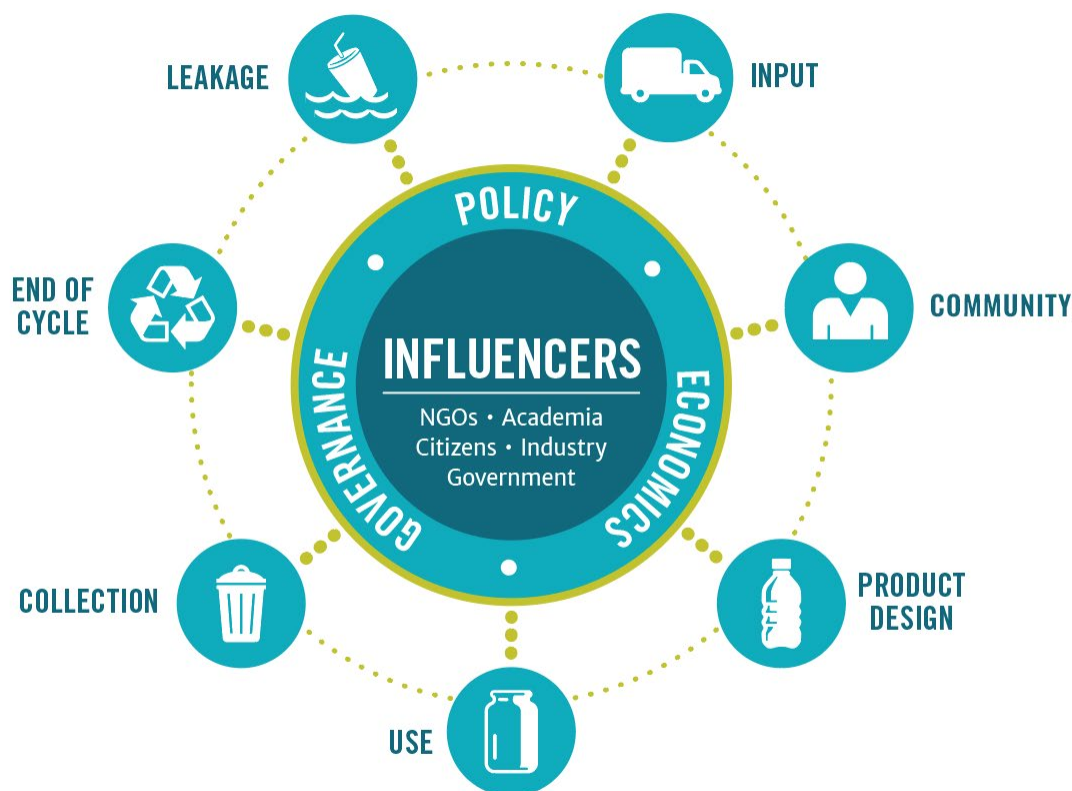 LEAKAGE
INPUT
POLICY
END OF
CYCLE
COMMUNITY
INFLUENCERS
NGOs • Academia
Citizens • Industry
Government
GOVERNANCE
ECONOMICS
COLLECTION
PRODUCT
DESIGN
USE